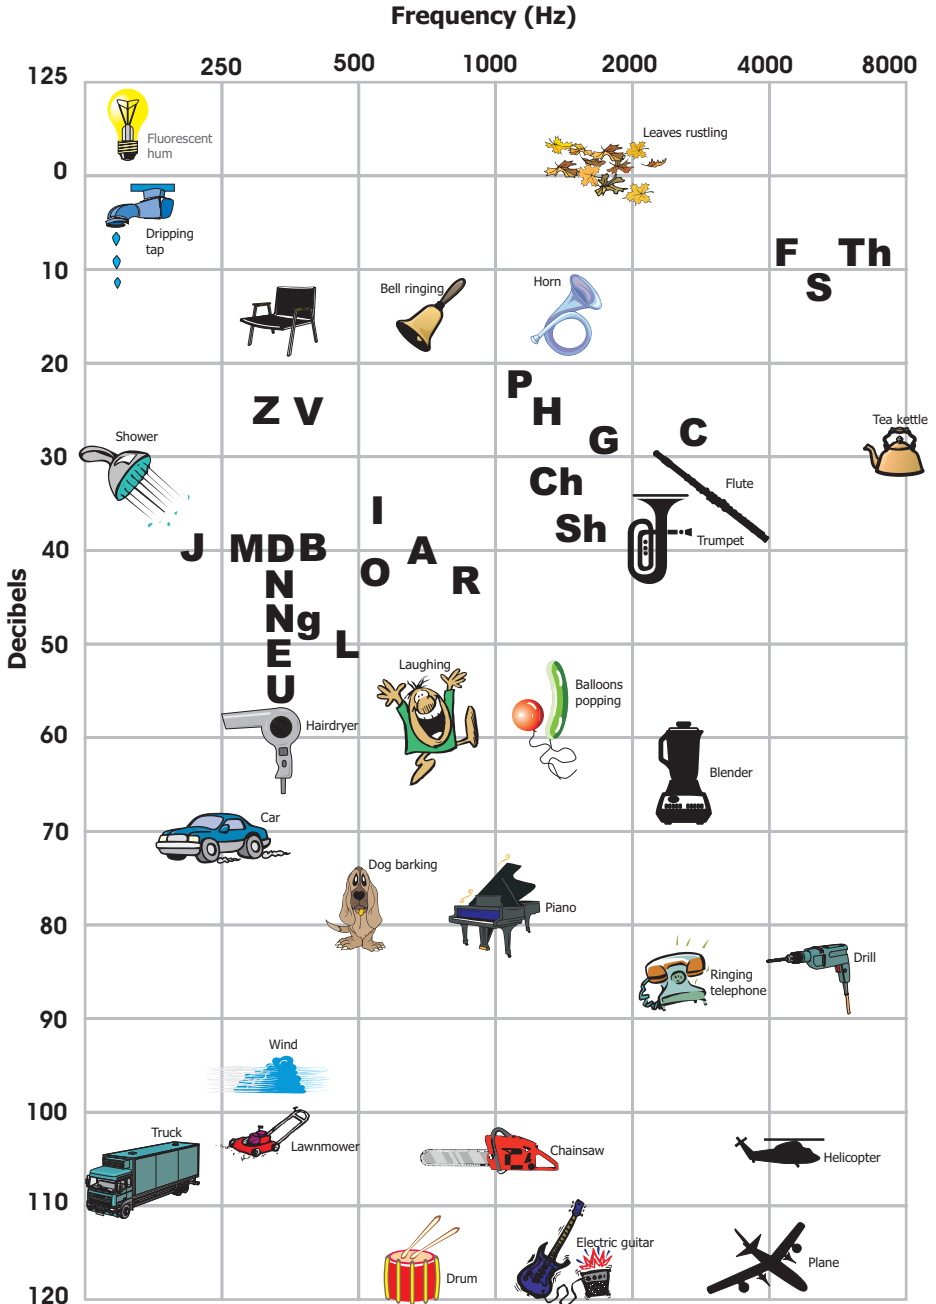 Frequency (Hz)
125 250 500 1000 2000 4000 8000
Fluorescent
hum
Leaves rustling
0
Dripping
tap
F Th
10
S
Bell ringing
Horn
20
P
Z V H
C
G
Tea kettle
Shower
30
Ch
Flute
I
Sh
Trumpet
J M D B A
40
O R
N
Ng
Decibels
50
L
E
Laughing
U
Balloons
popping
Hairdryer
60
Blender
Car
70
Dog barking
Piano
80
Drill
Ringing
telephone
90
Wind
100
Truck
Lawnmower
Chainsaw
Helicopter
110
Electric guitar
Plane
Drum
120